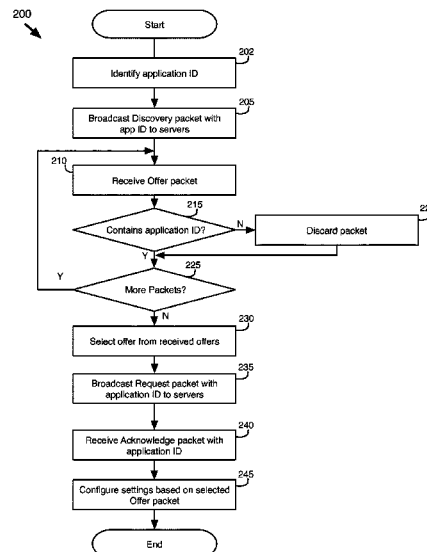 200
Start
202
Identify application ID
205
Broadcast Discovery packet with
app ID to servers
210
Receive Offer packet
215
Contains application ID?
N
Discard packet
Y
225
More Packets?
Y
N
230
Select offer from received offers
235
Broadcast Request packet with
application ID to servers
240
Receive Acknowledge packet with
application ID
245
Configure settings based on selected
Offer packet
End